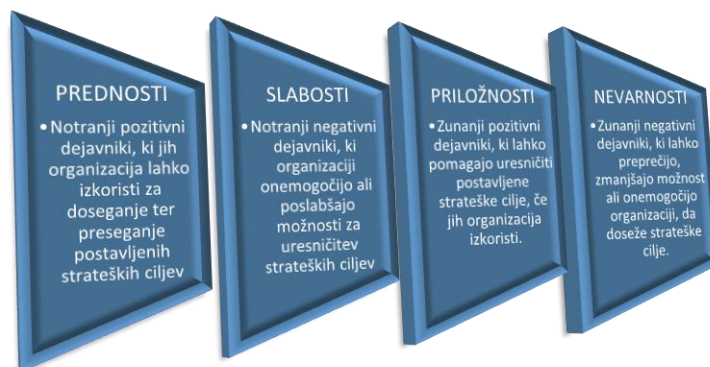 PREDNOSTI
• Notranji pozitivni
dejavniki, ki jih
organizacija lahko
izkoristi za
doseganje ter
preseganje
postavljenih
strateških ciljev
SLABOSTI
• Notranji negativni
dejavniki, ki
organizaciji
onemogočijo ali
poslabšajo
možnosti za
uresničitev
strateških ciljev
PRILOŽNOSTI
• Zunanji pozitivni
dejavniki, ki lahko
pomagajo uresničiti
postavljene
strateške cilje, če
jih organizacija
izkoristi.
NEVARNOSTI
• Zunanji negativni
dejavniki, ki lahko
preprečijo,
zmanjšajo možnost
ali onemogočijo
organizaciji, da
doseže strateške
cilje.